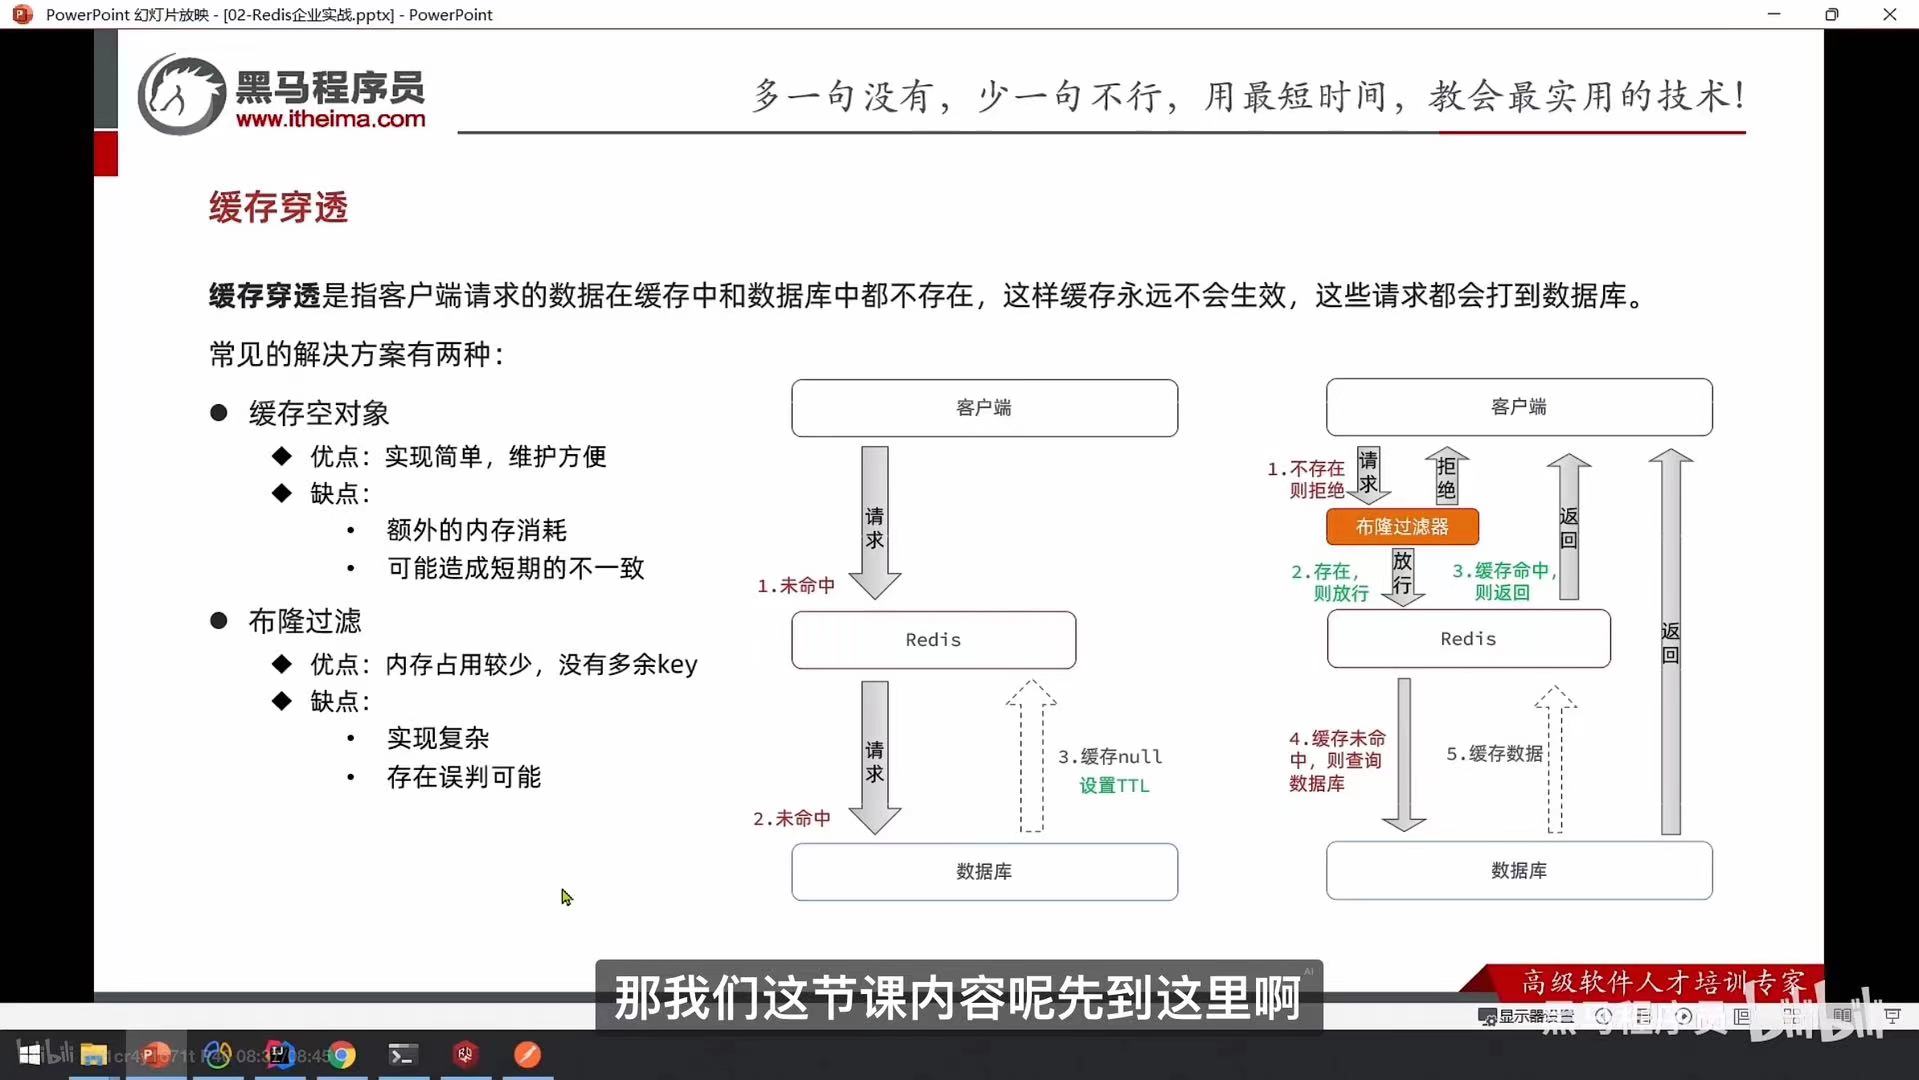 PowerPoint 幻灯片放映 - [02-Redis企业实战.pptx] - PowerPoint
黑马程序员
www.itheima.com
多一句没有，少一句不行，用最短时间，教会最实用的技术！
缓存穿透
缓存穿透是指客户端请求的数据在缓存中和数据库中都不存在，这样缓存永远不会生效，这些请求都会打到数据库。
常见的解决方案有两种：
缓存空对象
优点：实现简单，维护方便
缺点：
额外的内存消耗
可能造成短期的不一致
布隆过滤
优点：内存占用较少，没有多余key
缺点：
实现复杂
存在误判可能
客户端
请求
1.未命中
Redis
请求
3.缓存null
设置TTL
2.未命中
数据库
客户端
1.不存在
则拒绝
请求
拒绝
布隆过滤器
返回
放行
2.存在，
则放行
3.缓存命中，
则返回
Redis
返回
4.缓存未命
中，则查询
数据库
5.缓存数据
数据库
高级软件人才培训专家
那我们这节课内容呢先到这里啊
AI
显示器设置
黑马程序员
bilibili
bilibili
08:45